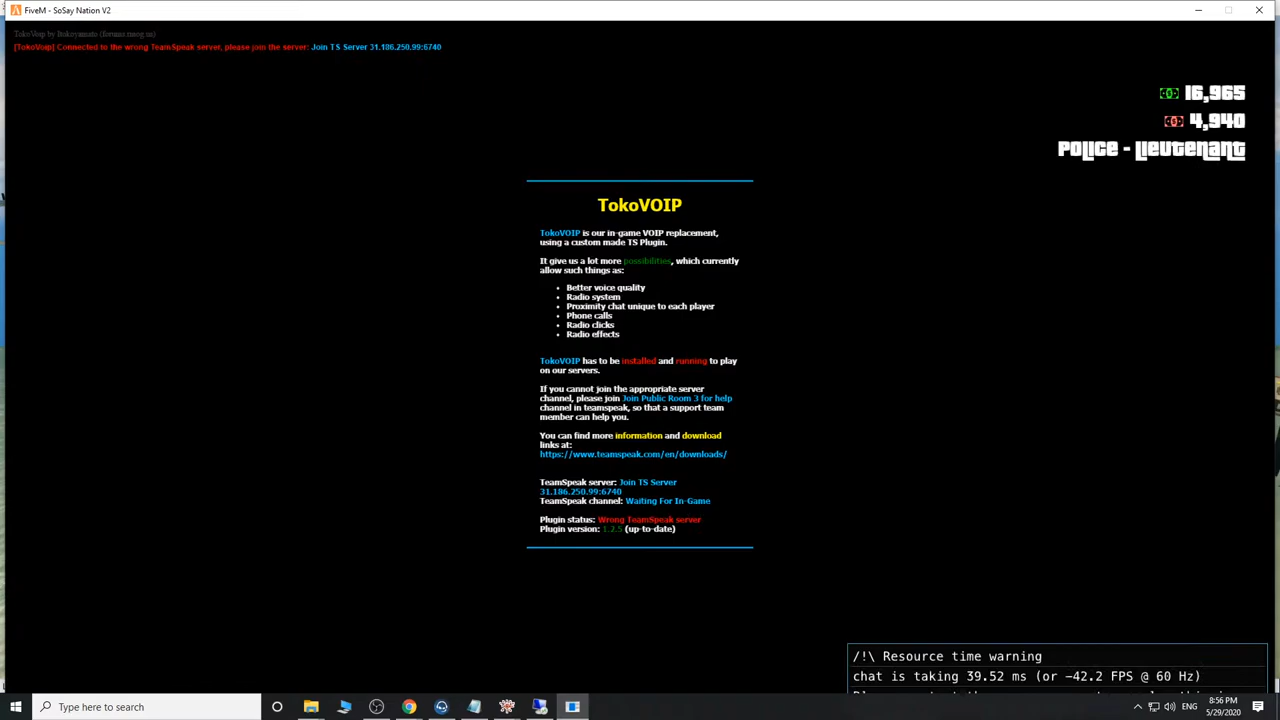 FiveM - SoSay Nation V2
TokoVoip by Itokoyamato (forums.rmog.us)
[TokoVoip] Connected to the wrong TeamSpeak server, please join the server: Join TS Server 31.186.250.99:6740
16,965
4,940
Police - Lieutenant
TokoVOIP
TokoVOIP is our in-game VOIP replacement,
using a custom made TS Plugin.
It give us a lot more possibilities, which currently
allow such things as:
• Better voice quality
• Radio system
• Proximity chat unique to each player
• Phone calls
• Radio clicks
• Radio effects
TokoVOIP has to be installed and running to play
on our servers.
If you cannot join the appropriate server
channel, please join Join Public Room 3 for help
channel in teamspeak, so that a support team
member can help you.
You can find more information and download
links at:
https://www.teamspeak.com/en/downloads/
TeamSpeak server: Join TS Server
31.186.250.99:6740
TeamSpeak channel: Waiting For In-Game
Plugin status: Wrong TeamSpeak server
Plugin version: 1.2.5 (up-to-date)
/!\ Resource time warning
chat is taking 39.52 ms (or -42.2 FPS @ 60 Hz)
Type here to search
ENG
8:56 PM
5/29/2020